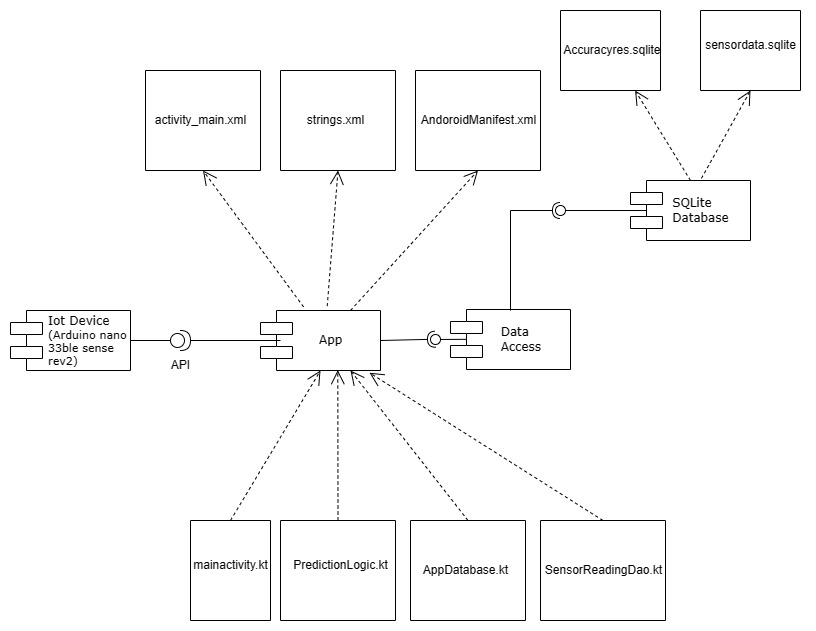 Accuracyres.sqlite
sensordata.sqlite
activity_main.xml
strings.xml
AndoroidManifest.xml
SQLite
Database
Iot Device
(Arduino nano
33ble sense
rev2)
API
App
Data
Access
mainactivity.kt
PredictionLogic.kt
AppDatabase.kt
SensorReadingDao.kt